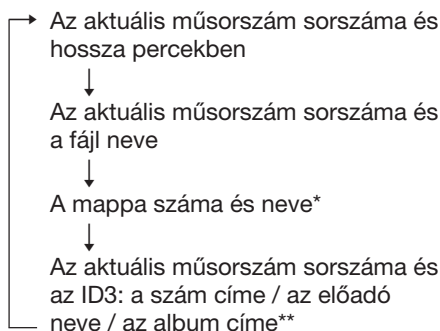 Az aktuális műsorszám sorszáma és
hossza percekben
Az aktuális műsorszám sorszáma és
a fájl neve
A mappa száma és neve*
Az aktuális műsorszám sorszáma és
az ID3: a szám címe / az előadó
neve / az album címe**